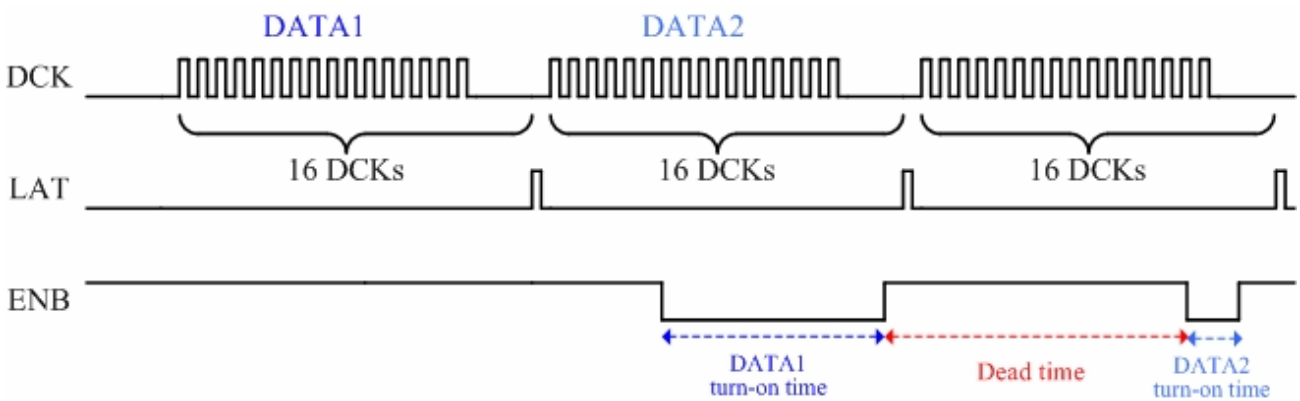 DATA1
DATA2
DCK
16 DCKs
16 DCKs
16 DCKs
LAT
ENB
DATA1
turn-on time
Dead time
DATA2
turn-on time